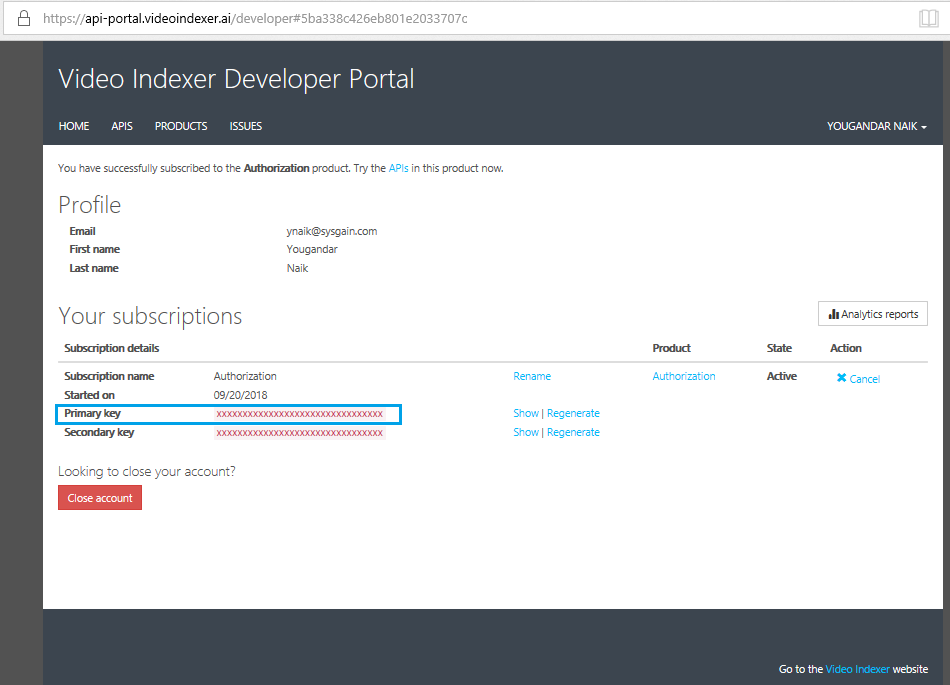 https://api-portal.videoindexer.ai/developer#5ba338c426eb801e2033707c
Video Indexer Developer Portal
HOME APIS PRODUCTS ISSUES YOUGANDAR NAIK
You have successfully subscribed to the Authorization product. Try the APIs in this product now.
Profile
Email ynaik@sysgain.com
First name Yougandar
Last name Naik
Your subscriptions Analytics reports
Subscription details Product State Action
Subscription name Authorization Rename Authorization Active Cancel
Started on 09/20/2018
Primary key xxxxxxxxxxxxxxxxxxxxxxxxxxxxxxxx Show | Regenerate
Secondary key xxxxxxxxxxxxxxxxxxxxxxxxxxxxxxxx Show | Regenerate
Looking to close your account?
Close account
Go to the Video Indexer website